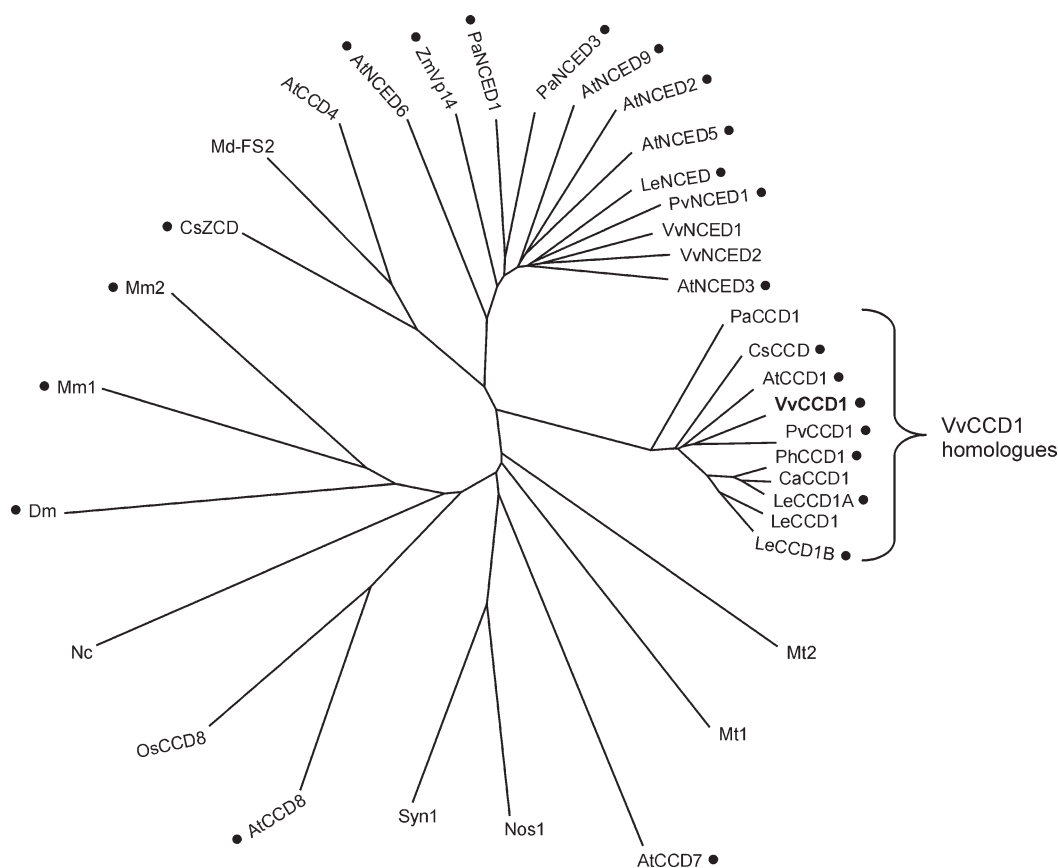 PaNCED1
PaNCED3
AtNCED9
AtNCED2
ZmVp14
AtNCED6
AtCCD4
AtNCED5
Md-FS2
LeNCED
PvNCED1
CsZCD
VvNCED1
VvNCED2
AtNCED3
Mm2
PaCCD1
CsCCD
AtCCD1
Mm1
VvCCD1
VvCCD1
homologues
PvCCD1
PhCCD1
CaCCD1
LeCCD1A
Dm
LeCCD1
LeCCD1B
Nc
Mt2
OsCCD8
Mt1
AtCCD8
Syn1
Nos1
AtCCD7